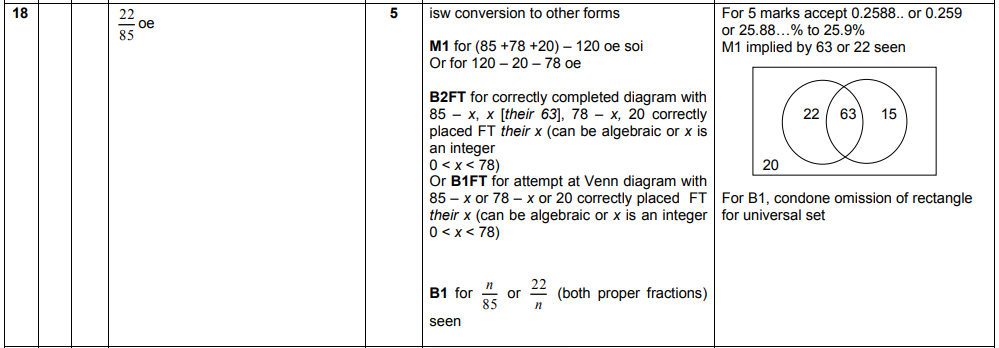 18
22
85
oe
5
isw conversion to other forms
M1 for (85 +78 +20) – 120 oe soi
Or for 120 – 20 – 78 oe
B2FT for correctly completed diagram with
85 – x, x [their 63], 78 – x, 20 correctly
placed FT their x (can be algebraic or x is
an integer
0 < x < 78)
Or B1FT for attempt at Venn diagram with
85 – x or 78 – x or 20 correctly placed FT
their x (can be algebraic or x is an integer
0 < x < 78)
B1 for n/85 or 22/n (both proper fractions)
seen
For 5 marks accept 0.2588.. or 0.259
or 25.88…% to 25.9%
M1 implied by 63 or 22 seen
22 63 15
20
For B1, condone omission of rectangle
for universal set